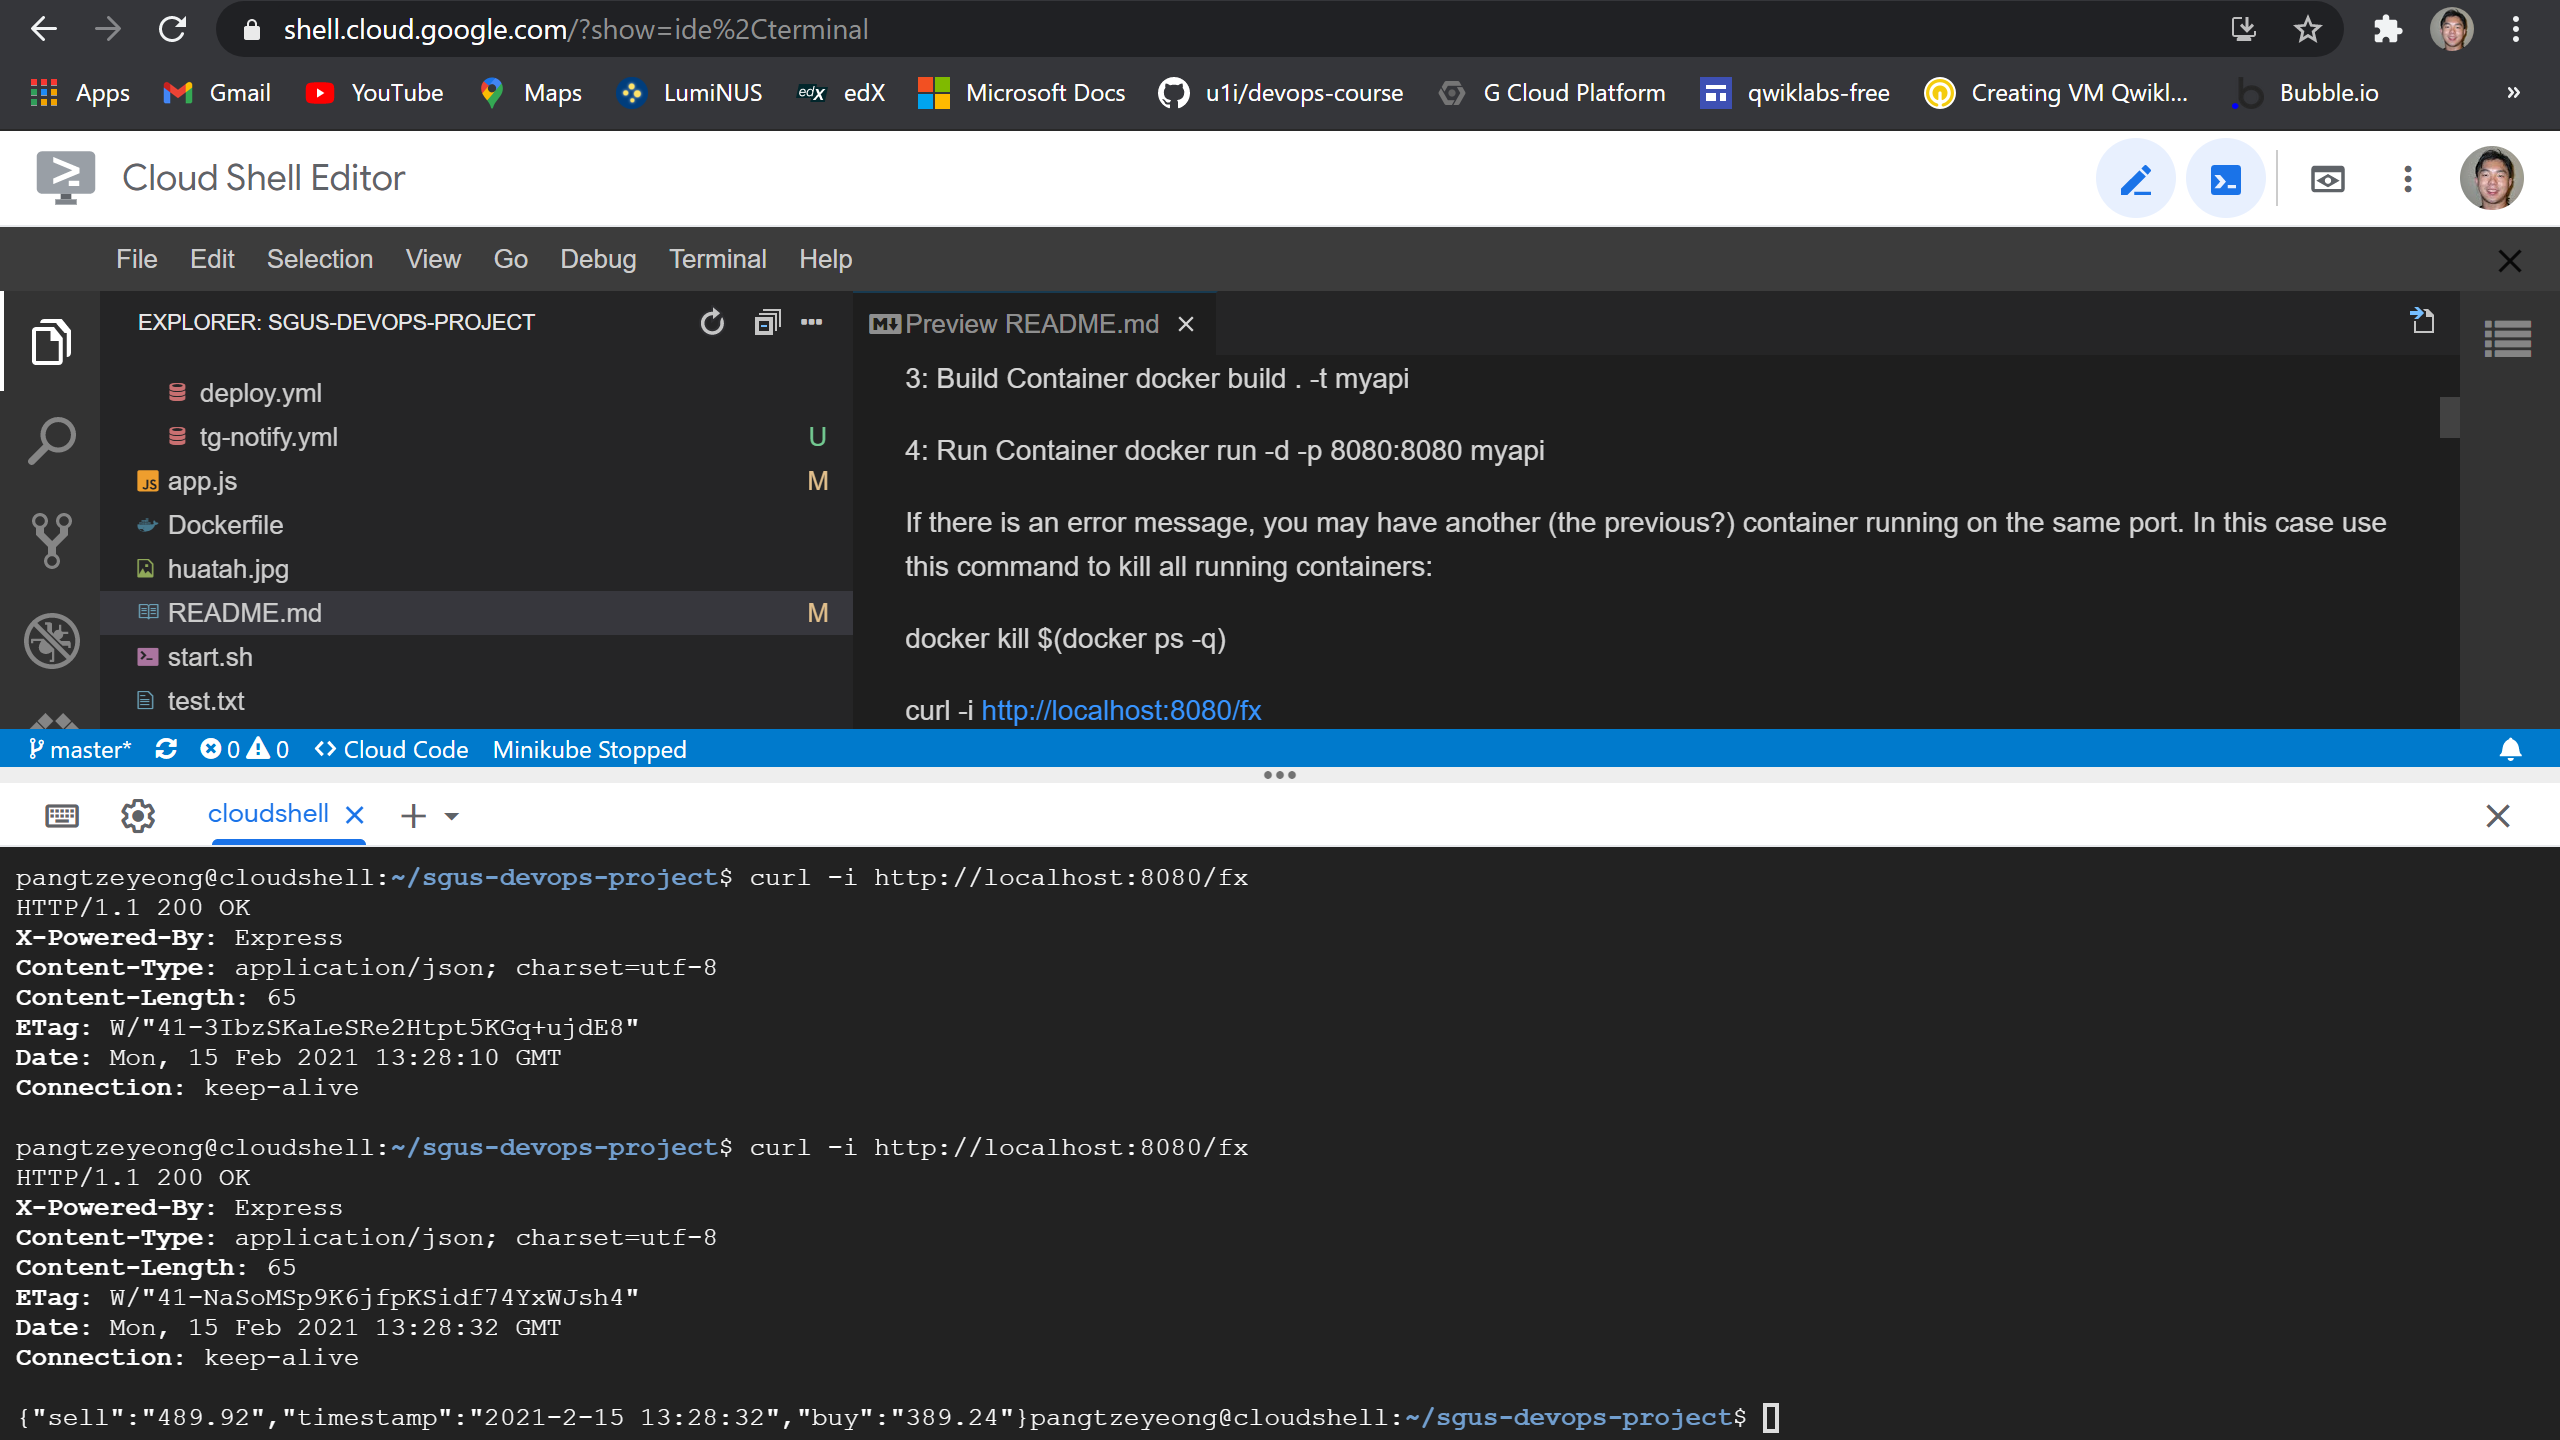 shell.cloud.google.com/?show=ide%2Cterminal
Apps Gmail YouTube Maps LumiNUS edX edX Microsoft Docs u1i/devops-course G Cloud Platform qwiklabs-free Creating VM Qwikl... b Bubble.io »
Cloud Shell Editor
File Edit Selection View Go Debug Terminal Help
EXPLORER: SGUS-DEVOPS-PROJECT
deploy.yml
tg-notify.yml U
JS app.js M
Dockerfile
huatah.jpg
README.md M
start.sh
test.txt
Preview README.md
3: Build Container docker build . -t myapi
4: Run Container docker run -d -p 8080:8080 myapi
If there is an error message, you may have another (the previous?) container running on the same port. In this case use
this command to kill all running containers:
docker kill $(docker ps -q)
curl -i http://localhost:8080/fx
master* 0 0 <> Cloud Code Minikube Stopped
cloudshell
pangtzeyeong@cloudshell:~/sgus-devops-project$ curl -i http://localhost:8080/fx
HTTP/1.1 200 OK
X-Powered-By: Express
Content-Type: application/json; charset=utf-8
Content-Length: 65
ETag: W/"41-3IbzSKaLeSRe2Htpt5KGq+ujdE8"
Date: Mon, 15 Feb 2021 13:28:10 GMT
Connection: keep-alive
pangtzeyeong@cloudshell:~/sgus-devops-project$ curl -i http://localhost:8080/fx
HTTP/1.1 200 OK
X-Powered-By: Express
Content-Type: application/json; charset=utf-8
Content-Length: 65
ETag: W/"41-NaSoMSp9K6jfpKSidf74YxWJsh4"
Date: Mon, 15 Feb 2021 13:28:32 GMT
Connection: keep-alive
{"sell":"489.92","timestamp":"2021-2-15 13:28:32","buy":"389.24"}pangtzeyeong@cloudshell:~/sgus-devops-project$